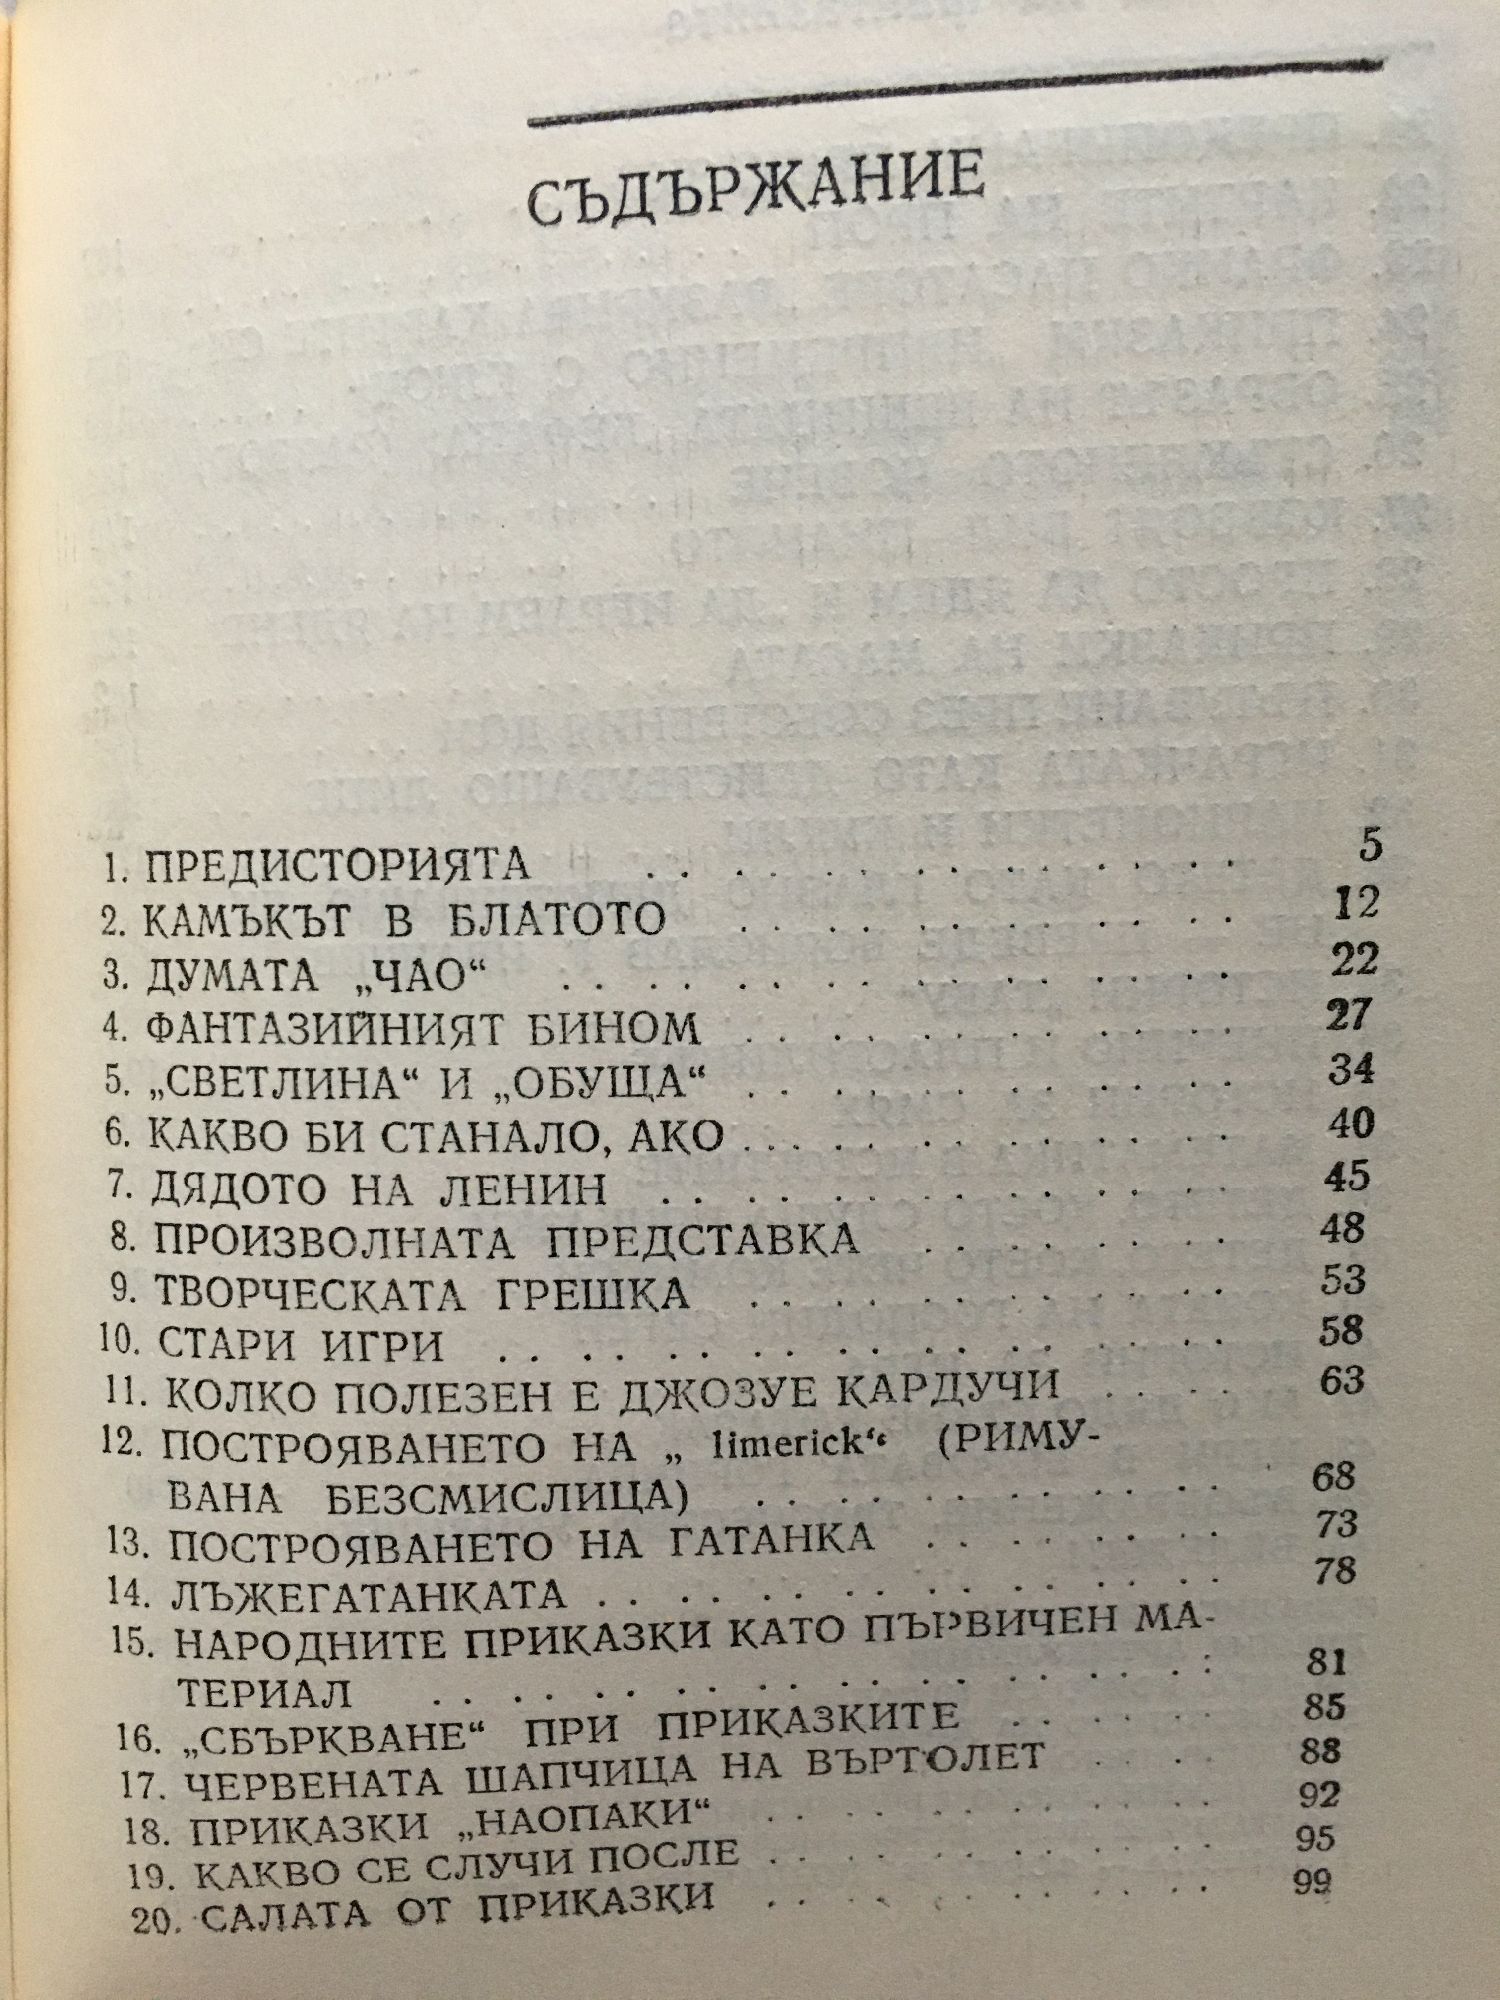 СЪДЪРЖАНИЕ
1. ПРЕДИСТОРИЯТА . . . . . . . . . . . . . . 5
2. КАМЪКЪТ В БЛАТОТО . . . . . . . . . . . . 12
3. ДУМАТА „ЧАО“ . . . . . . . . . . . . . . . . 22
4. ФАНТАЗИЙНИЯТ БИНОМ . . . . . . . . . . . . 27
5. „СВЕТЛИНА“ И „ОБУЩА“ . . . . . . . . . . . . 34
6. КАКВО БИ СТАНАЛО, АКО . . . . . . . . . . . . 40
7. ДЯДОТО НА ЛЕНИН . . . . . . . . . . . . . . 45
8. ПРОИЗВОЛНАТА ПРЕДСТАВКА . . . . . . . . 48
9. ТВОРЧЕСКАТА ГРЕШКА . . . . . . . . . . . . 53
10. СТАРИ ИГРИ . . . . . . . . . . . . . . . . . . 58
11. КОЛКО ПОЛЕЗЕН Е ДЖОЗУЕ КАРДУЧИ . . . . 63
12. ПОСТРОЯВАНЕТО НА „ limerick“ (РИМУ-
ВАНА БЕЗСМИСЛИЦА) . . . . . . . . . . . . 68
13. ПОСТРОЯВАНЕТО НА ГАТАНКА . . . . . . . . 73
14. ЛЪЖЕГАТАНКАТА . . . . . . . . . . . . . . . . 78
15. НАРОДНИТЕ ПРИКАЗКИ КАТО ПЪРВИЧЕН МА-
ТЕРИАЛ . . . . . . . . . . . . . . . . . . : 81
16. „СБЪРКВАНЕ“ ПРИ ПРИКАЗКИТЕ . . . . . . 85
17. ЧЕРВЕНАТА ШАПЧИЦА НА ВЪРТОЛЕТ . . . . 88
18. ПРИКАЗКИ „НАОПАКИ“ . . . . . . . . . . . . 92
19. КАКВО СЕ СЛУЧИ ПОСЛЕ . . . . . . . . . . . . 95
20. САЛАТА ОТ ПРИКАЗКИ . . . . . . . . . . . . 99